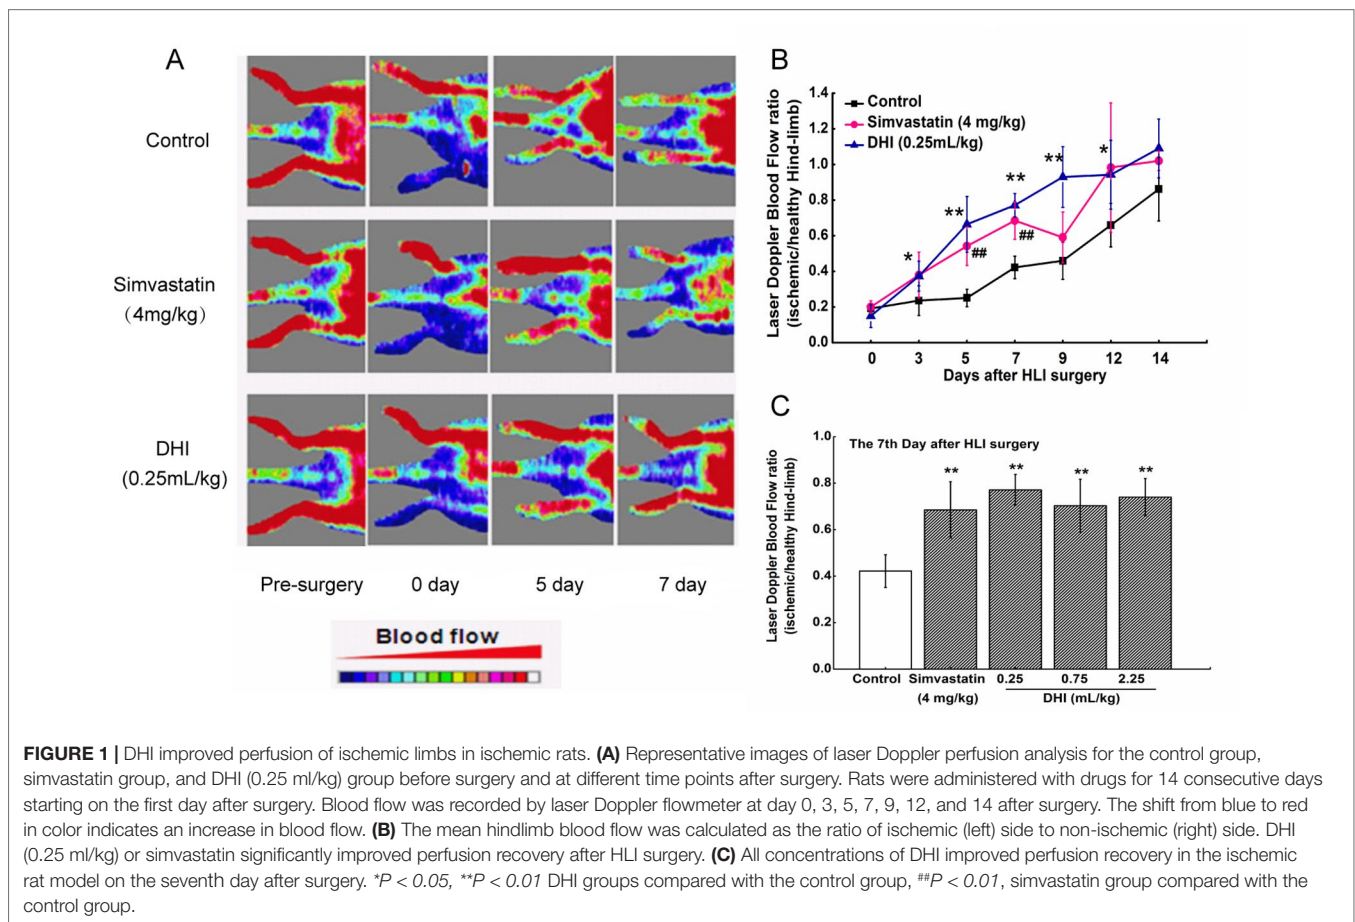 A
Control
Simvastatin
(4mg/kg)
DHI
(0.25mL/kg)
Pre-surgery 0 day 5 day 7 day
Blood flow
B
Laser Doppler Blood Flow ratio
(ischemic/healthy Hind-limb)
1.4
1.2
1.0
0.8
0.6
0.4
0.2
0.0
Control
Simvastatin (4 mg/kg)
DHI (0.25mL/kg)
* ** ** ** *
## ##
0 3 5 7 9 12 14
Days after HLI surgery
C
Laser Doppler Blood Flow ratio
(ischemic/healthy Hind-limb)
1.0
0.8
0.6
0.4
0.2
0.0
The 7th Day after HLI surgery
** ** ** **
Control Simvastatin 0.25 0.75 2.25
(4 mg/kg) DHI (mL/kg)
FIGURE 1 | DHI improved perfusion of ischemic limbs in ischemic rats. (A) Representative images of laser Doppler perfusion analysis for the control group,
simvastatin group, and DHI (0.25 ml/kg) group before surgery and at different time points after surgery. Rats were administered with drugs for 14 consecutive days
starting on the first day after surgery. Blood flow was recorded by laser Doppler flowmeter at day 0, 3, 5, 7, 9, 12, and 14 after surgery. The shift from blue to red
in color indicates an increase in blood flow. (B) The mean hindlimb blood flow was calculated as the ratio of ischemic (left) side to non-ischemic (right) side. DHI
(0.25 ml/kg) or simvastatin significantly improved perfusion recovery after HLI surgery. (C) All concentrations of DHI improved perfusion recovery in the ischemic
rat model on the seventh day after surgery. *P < 0.05, **P < 0.01 DHI groups compared with the control group, ##P < 0.01, simvastatin group compared with the
control group.